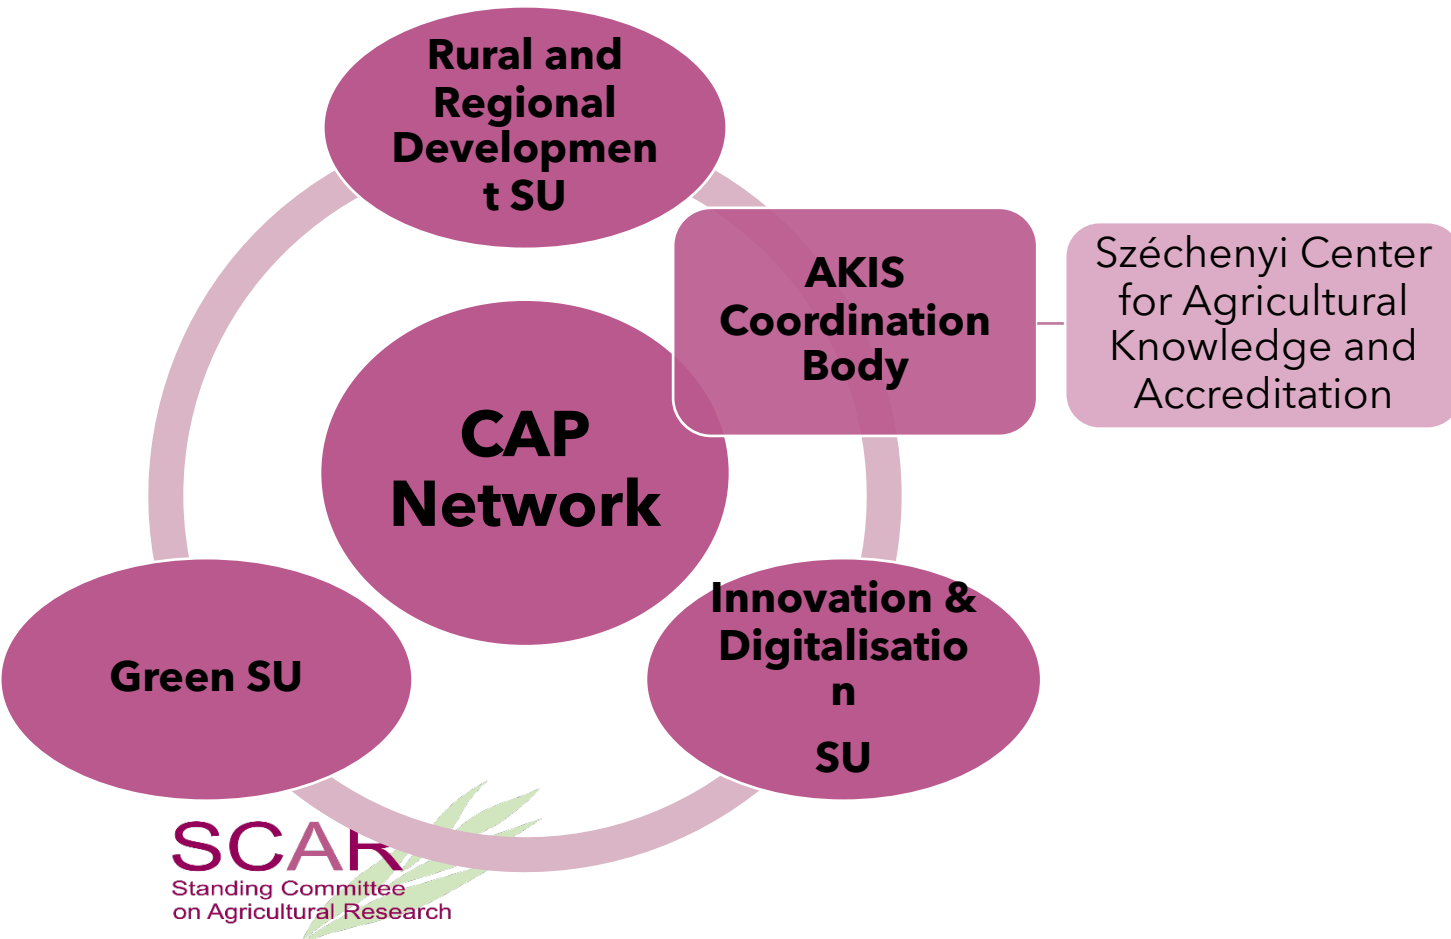 Rural and
Regional
Developmen
t SU
AKIS
Coordination
Body
Széchenyi Center
for Agricultural
Knowledge and
Accreditation
CAP
Network
Green SU
Innovation &
Digitalisatio
n
SU
SCAR
Standing Committee
on Agricultural Research